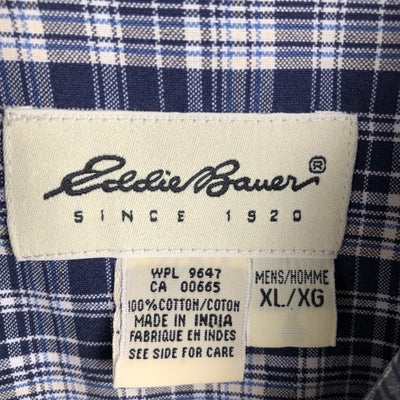 Eddie Bauer®
SINCE 1920
WPL 9647
CA 00665
100% COTTON/COTON
MADE IN INDIA
FABRIQUE EN INDES
SEE SIDE FOR CARE
MENS/HOMME
XL/XG